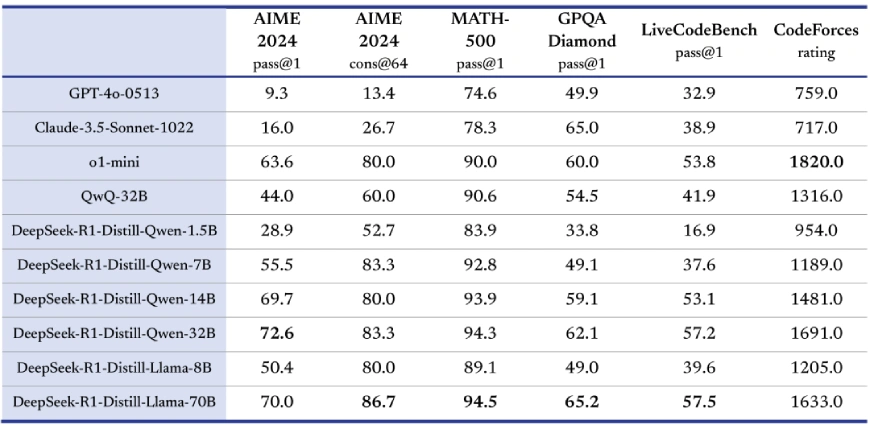 AIME 2024 pass@1 AIME 2024 cons@64 MATH-500 pass@1 GPQA Diamond pass@1 LiveCodeBench pass@1 CodeForces rating
GPT-4o-0513 9.3 13.4 74.6 49.9 32.9 759.0
Claude-3.5-Sonnet-1022 16.0 26.7 78.3 65.0 38.9 717.0
o1-mini 63.6 80.0 90.0 60.0 53.8 1820.0
QwQ-32B 44.0 60.0 90.6 54.5 41.9 1316.0
DeepSeek-R1-Distill-Qwen-1.5B 28.9 52.7 83.9 33.8 16.9 954.0
DeepSeek-R1-Distill-Qwen-7B 55.5 83.3 92.8 49.1 37.6 1189.0
DeepSeek-R1-Distill-Qwen-14B 69.7 80.0 93.9 59.1 53.1 1481.0
DeepSeek-R1-Distill-Qwen-32B 72.6 83.3 94.3 62.1 57.2 1691.0
DeepSeek-R1-Distill-Llama-8B 50.4 80.0 89.1 49.0 39.6 1205.0
DeepSeek-R1-Distill-Llama-70B 70.0 86.7 94.5 65.2 57.5 1633.0